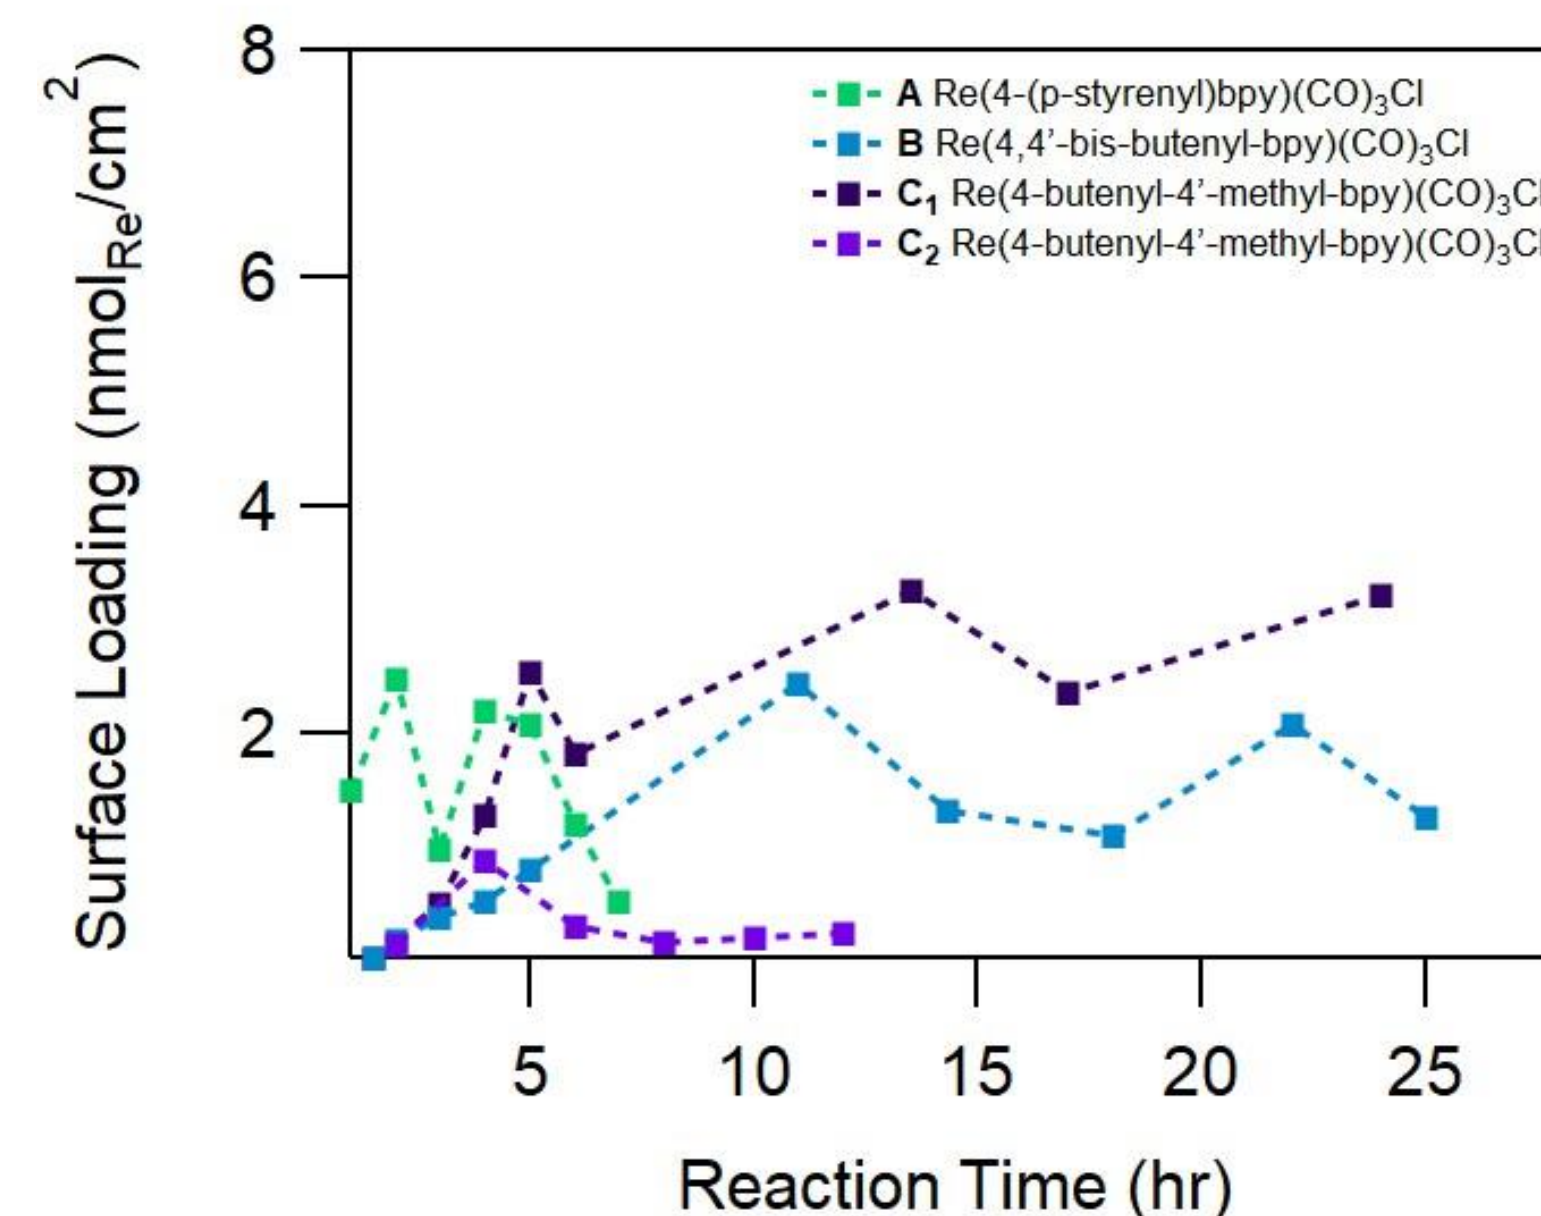 Surface Loading (nmol_Re/cm²)
8
6
4
2
A Re(4-(p-styrenyl)bpy)(CO)₃Cl
B Re(4,4’-bis-butenyl-bpy)(CO)₃Cl
C₁ Re(4-butenyl-4’-methyl-bpy)(CO)₃Cl
C₂ Re(4-butenyl-4’-methyl-bpy)(CO)₃Cl
5 10 15 20 25
Reaction Time (hr)